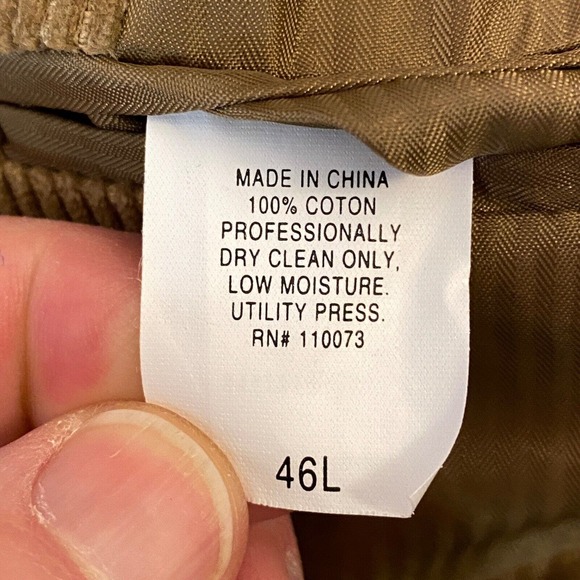 MADE IN CHINA
100% COTON
PROFESSIONALLY
DRY CLEAN ONLY,
LOW MOISTURE.
UTILITY PRESS.
RN# 110073
46L